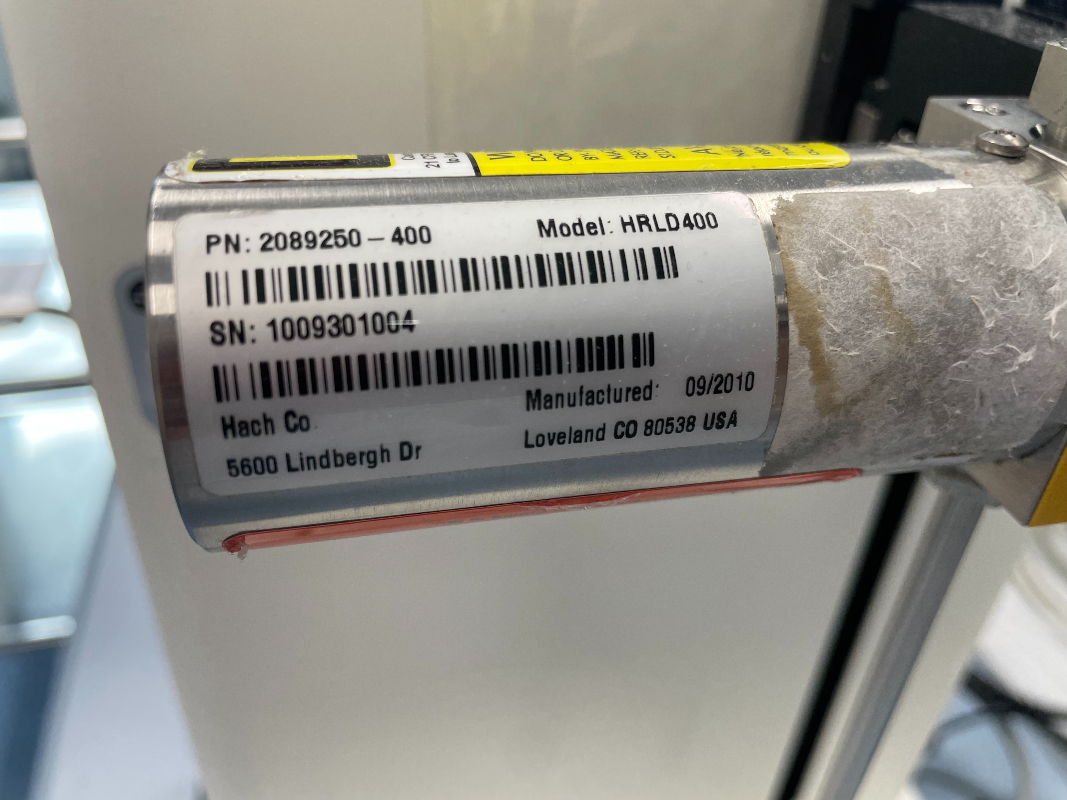 PN: 2089250-400
Model: HRLD400
SN: 1009301004
Manufactured: 09/2010
Hach Co.
Loveland CO 80538 USA
5600 Lindbergh Dr